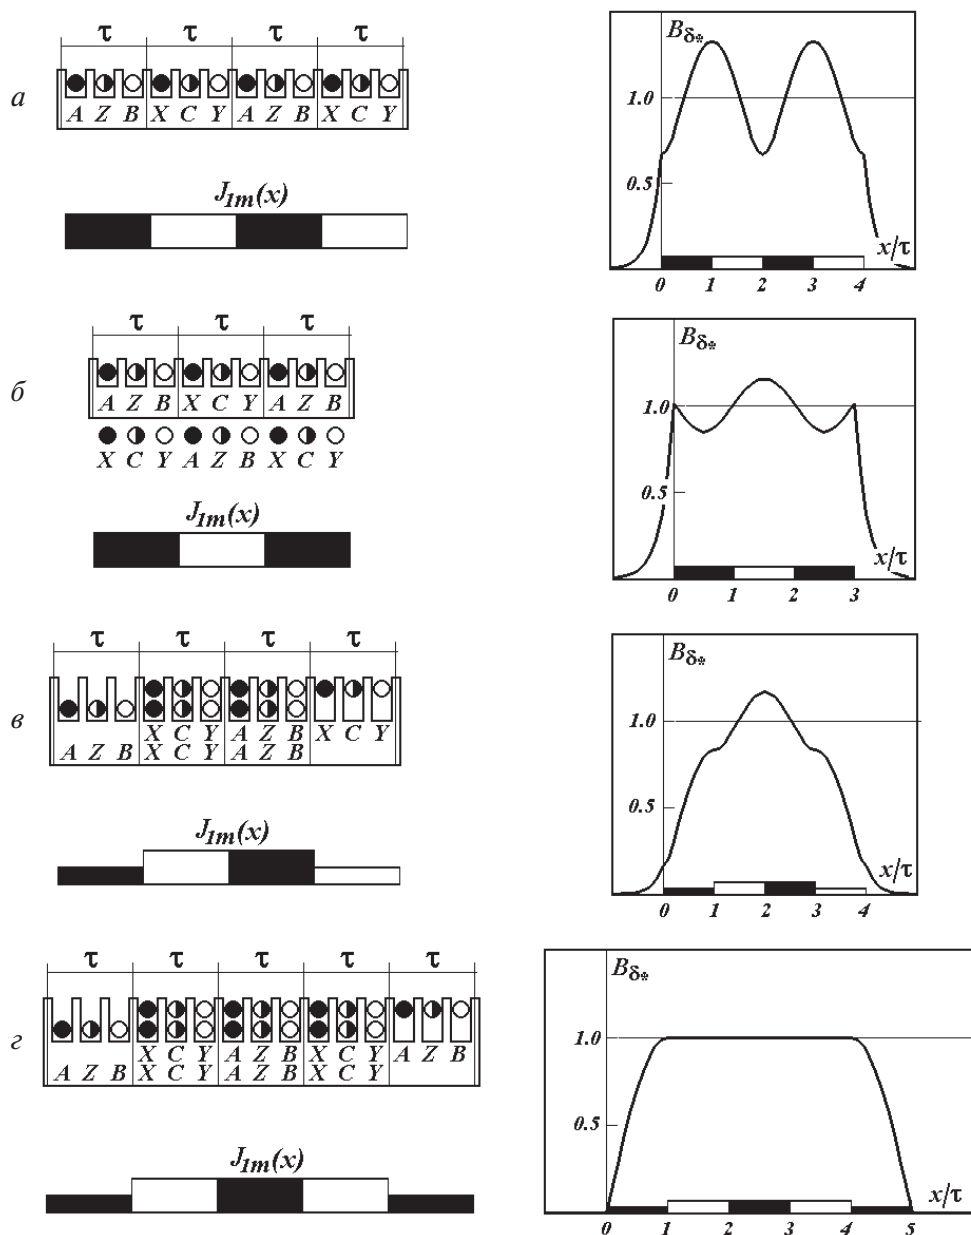 τ τ τ τ
а
A Z B X C Y A Z B X C Y
J1m(x)
Bδ*
1.0
0.5
x/τ
0 1 2 3 4
τ τ τ
б
A Z B X C Y A Z B
X C Y A Z B X C Y
J1m(x)
Bδ*
1.0
0.5
x/τ
0 1 2 3
τ τ τ τ
в
X C Y A Z B X C Y
A Z B X C Y A Z B
J1m(x)
Bδ*
1.0
0.5
x/τ
0 1 2 3 4
τ τ τ τ τ
г
X C Y A Z B X C Y A Z B
A Z B X C Y A Z B X C Y
J1m(x)
Bδ*
1.0
0.5
x/τ
0 1 2 3 4 5